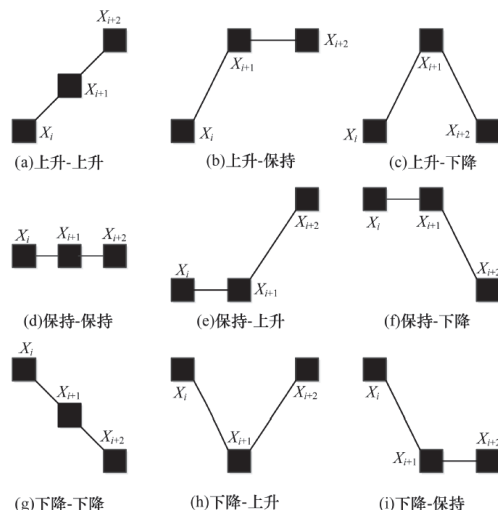 X_{i+2}
X_{i+1}
X_i
(a)上升-上升
X_{i+1}
X_{i+2}
X_i
(b)上升-保持
X_{i+1}
X_i
X_{i+2}
(c)上升-下降
X_i
X_{i+1}
X_{i+2}
(d)保持-保持
X_{i+2}
X_i
X_{i+1}
(e)保持-上升
X_i
X_{i+1}
X_{i+2}
(f)保持-下降
X_i
X_{i+1}
X_{i+2}
(g)下降-下降
X_i
X_{i+2}
X_{i+1}
(h)下降-上升
X_i
X_{i+1}
X_{i+2}
(i)下降-保持